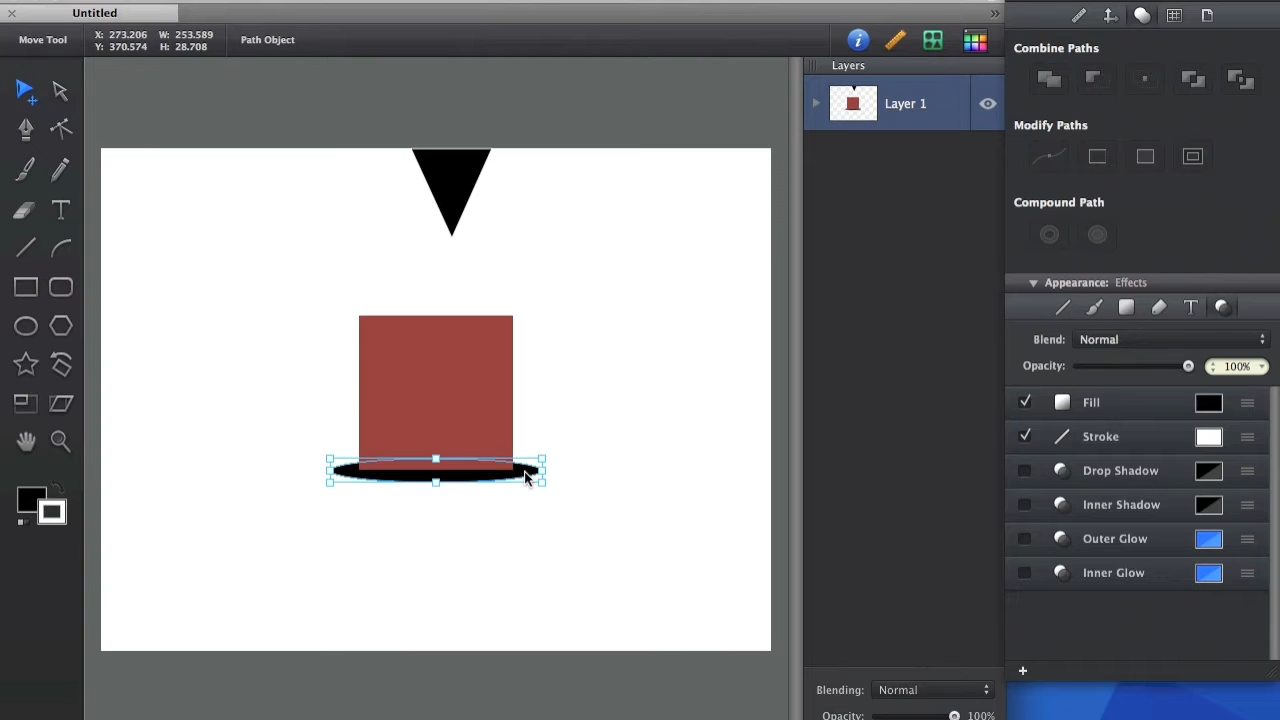 Untitled
Move Tool
X: 273.206 W: 253.589
Y: 370.574 H: 28.708
Path Object
Layers
Layer 1
Blending: Normal
Opacity: 100%
Combine Paths
Modify Paths
Compound Path
Appearance: Effects
Blend: Normal
Opacity: 100%
Fill
Stroke
Drop Shadow
Inner Shadow
Outer Glow
Inner Glow